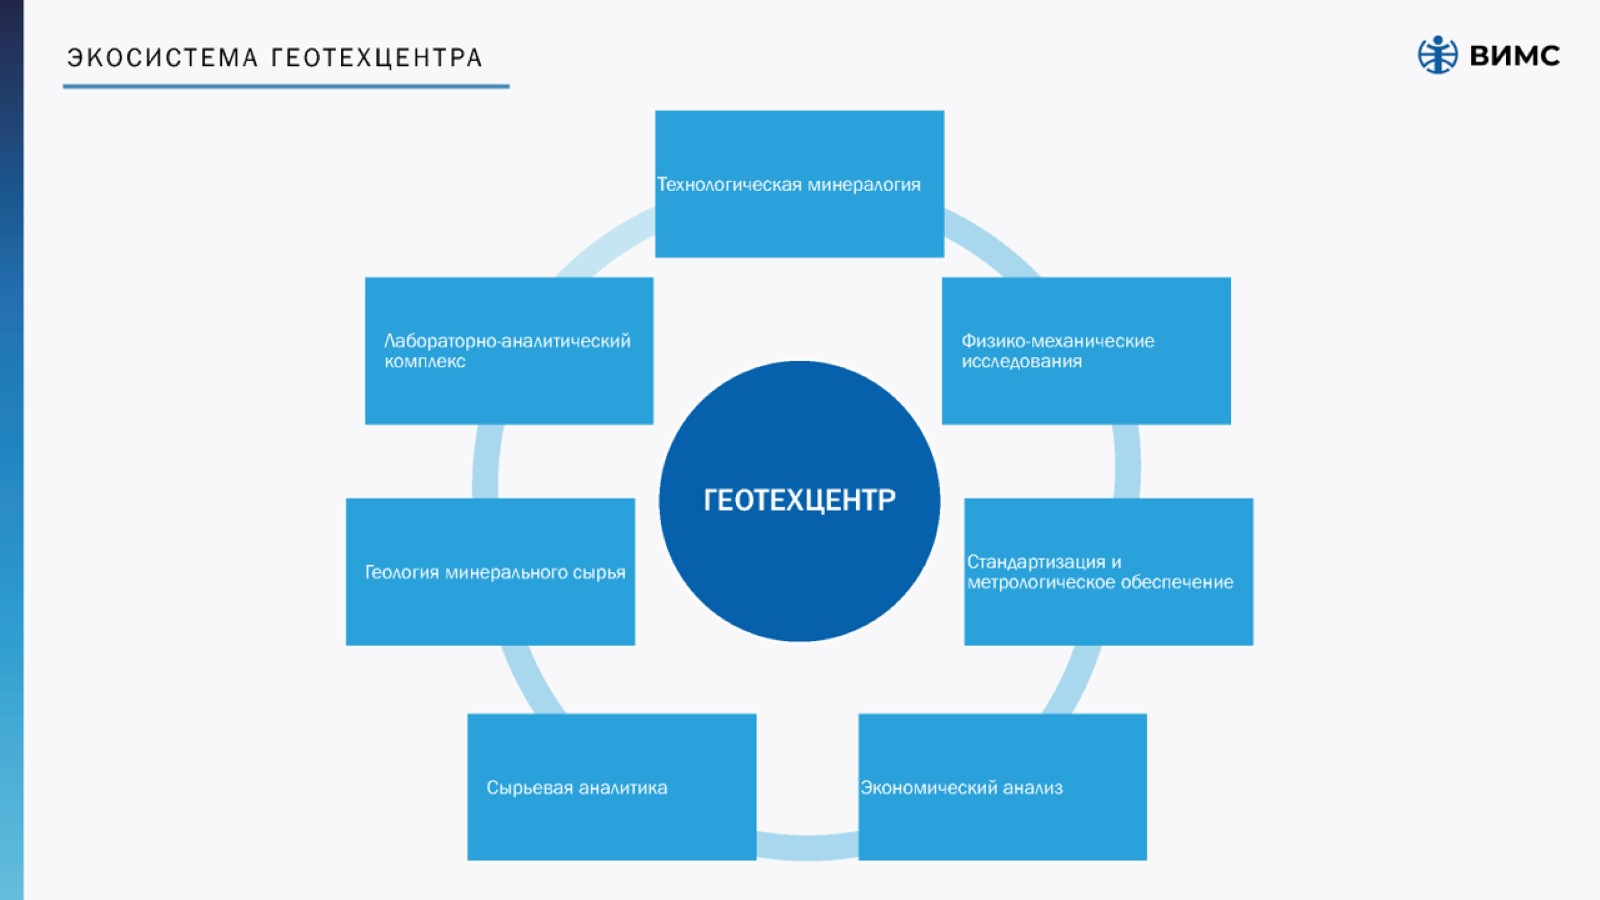 ЭКОСИСТЕМА ГЕОТЕХЦЕНТРА
ВИМС
Технологическая минералогия
Лабораторно-аналитический
комплекс
Физико-механические
исследования
ГЕОТЕХЦЕНТР
Геология минерального сырья
Стандартизация и
метрологическое обеспечение
Сырьевая аналитика
Экономический анализ